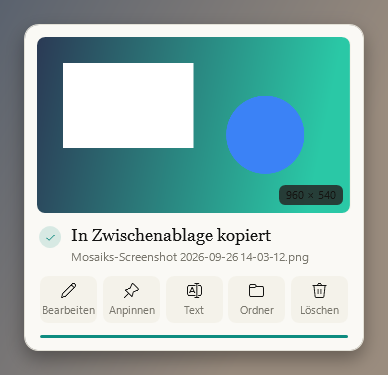 960 × 540
In Zwischenablage kopiert
Mosaiks-Screenshot 2026-09-26 14-03-12.png
Bearbeiten
Anpinnen
Text
Ordner
Löschen